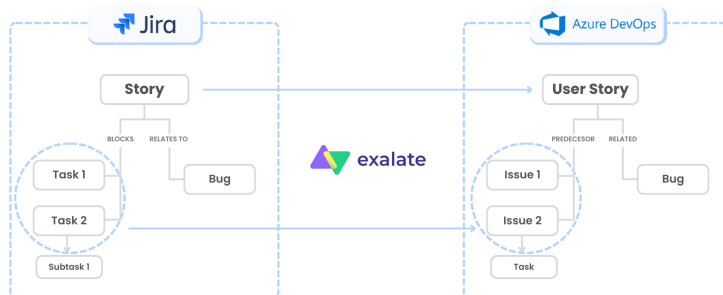 Jira
Azure DevOps
Story
User Story
BLOCKS
RELATES TO
PREDECESOR
RELATED
exalate
Task 1
Bug
Issue 1
Bug
Task 2
Issue 2
Subtask 1
Task